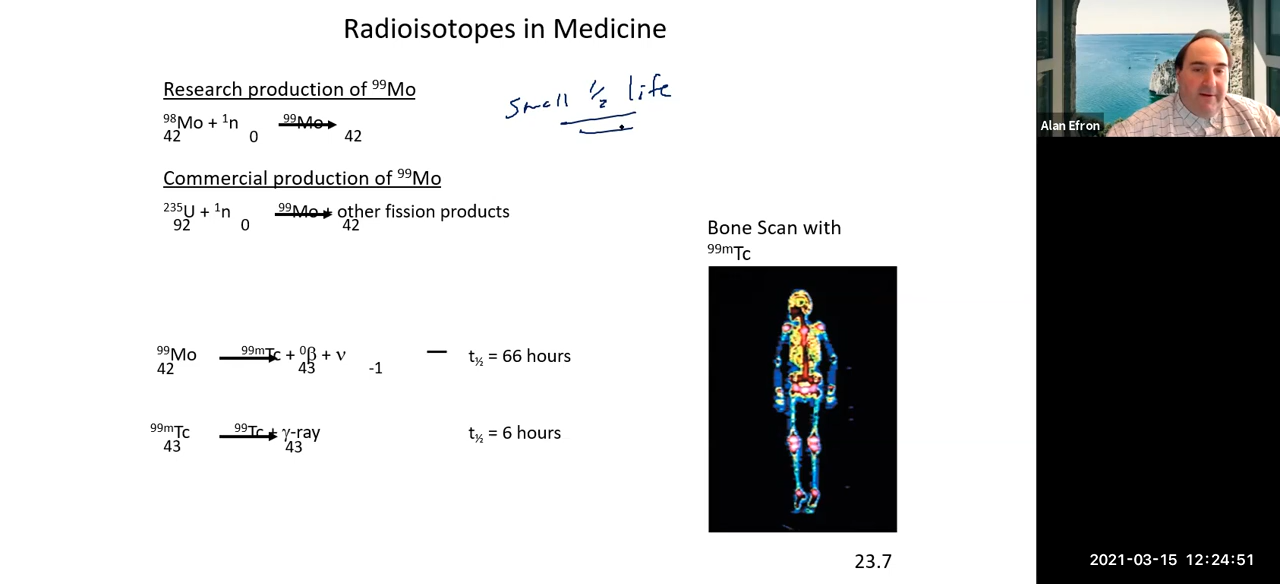 Radioisotopes in Medicine
Research production of ⁹⁹Mo
small ½ life
⁹⁸Mo + ¹n ⁹⁹Mo
42 0 42
Commercial production of ⁹⁹Mo
²³⁵U + ¹n ⁹⁹Mo + other fission products
92 0 42
Bone Scan with
⁹⁹ᵐTc
⁹⁹Mo ⁹⁹ᵐTc + ⁰β + ν t½ = 66 hours
42 43 -1
⁹⁹ᵐTc ⁹⁹Tc + γ-ray t½ = 6 hours
43 43
23.7
Alan Efron
2021-03-15 12:24:51